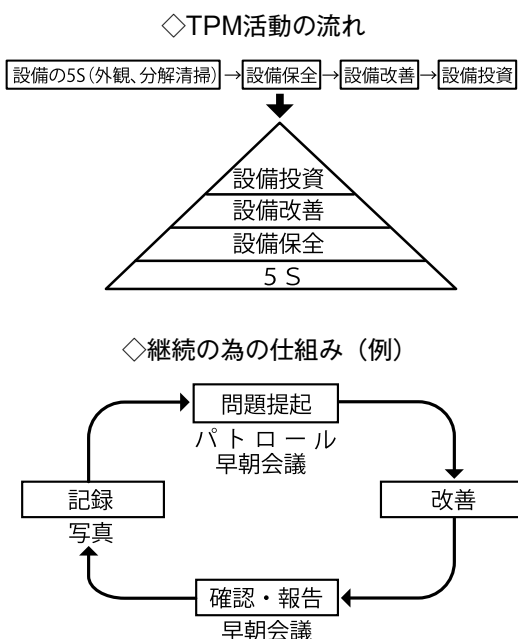 ◇TPM活動の流れ
設備の5S(外観、分解清掃)→設備保全→設備改善→設備投資
設備投資
設備改善
設備保全
５Ｓ
◇継続の為の仕組み（例）
問題提起
パトロール
早朝会議
記録
写真
改善
確認・報告
早朝会議